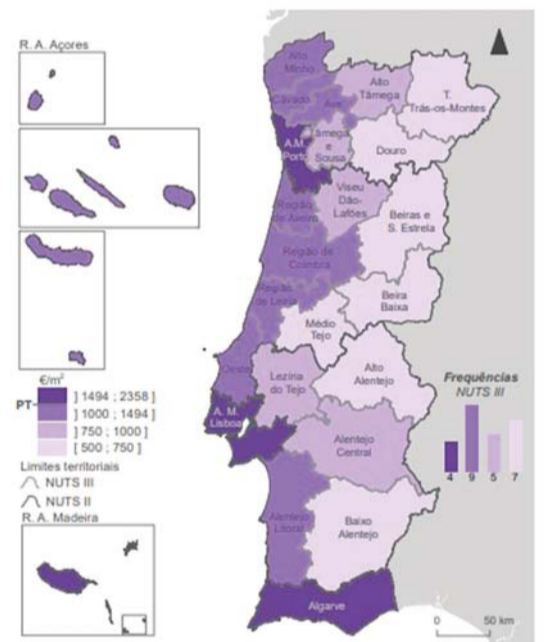 R. A. Açores
Alto
Minho
Cávado
Ave
Alto
Tâmega
T.
Trás-os-Montes
A.M.
Porto
Tâmega
e
Sousa
Douro
Viseu
Dão-
Lafões
Região
de Aveiro
Beiras e
S. Estrela
Região de
Coimbra
Região
de Leiria
Beira
Baixa
Médio
Tejo
Oeste
Lezíria
do Tejo
Alto
Alentejo
A. M.
Lisboa
Alentejo
Central
Alentejo
Litoral
Baixo
Alentejo
Algarve
€/m²
PT
] 1494 ; 2358 ]
] 1000 ; 1494 ]
] 750 ; 1000 ]
[ 500 ; 750 ]
Limites territoriais
NUTS III
NUTS II
R. A. Madeira
Frequências
NUTS III
4 9 5 7
0 50 km